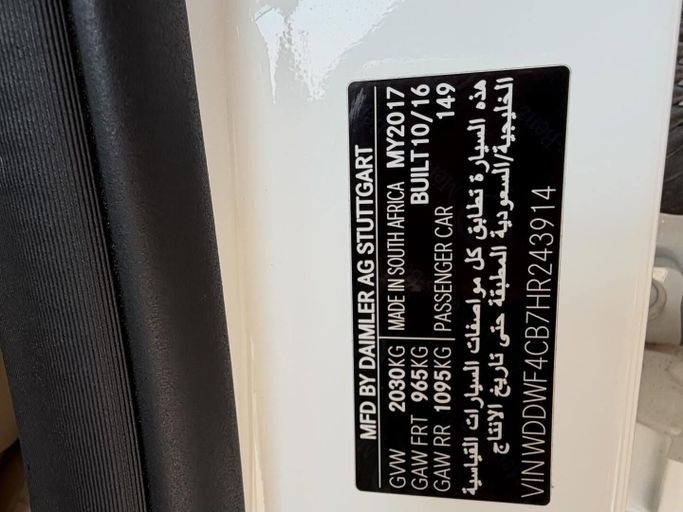 MFD BY DAIMLER AG STUTTGART
GVW 2030KG MADE IN SOUTH AFRICA MY2017
GAW FRT 965KG BUILT10/16
GAW RR 1095KG PASSENGER CAR 149
هذه السيارة تطابق كل مواصفات السيارات القياسية
الخليجية/السعودية المطبقة حتى تاريخ الانتاج
VIN WDDWF4CB7HR243914